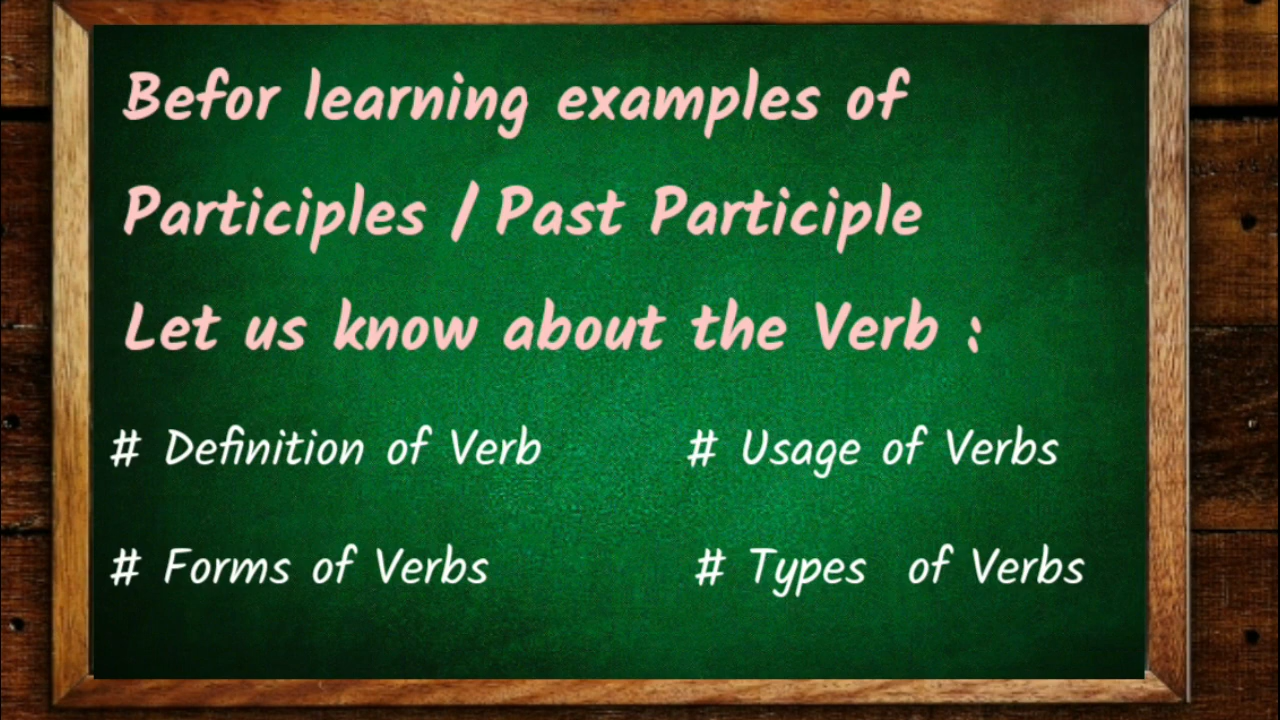 Befor learning examples of
Participles / Past Participle
Let us know about the Verb :
# Definition of Verb # Usage of Verbs
# Forms of Verbs # Types of Verbs